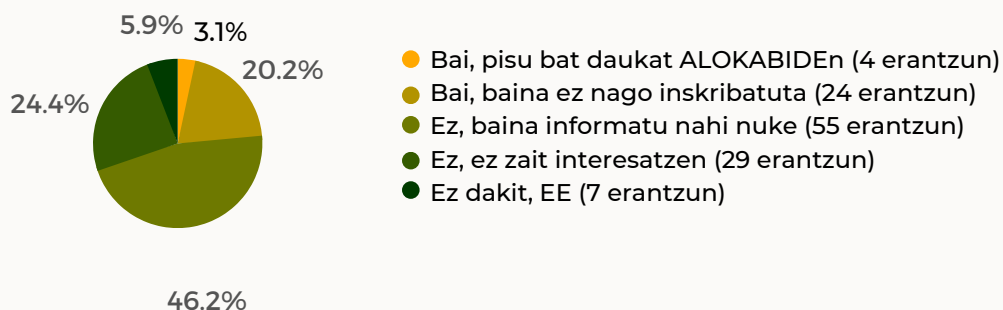 5.9%
3.1%
20.2%
24.4%
46.2%
Bai, pisu bat daukat ALOKABIDEn (4 erantzun)
Bai, baina ez nago inskribatuta (24 erantzun)
Ez, baina informatu nahi nuke (55 erantzun)
Ez, ez zait interesatzen (29 erantzun)
Ez dakit, EE (7 erantzun)